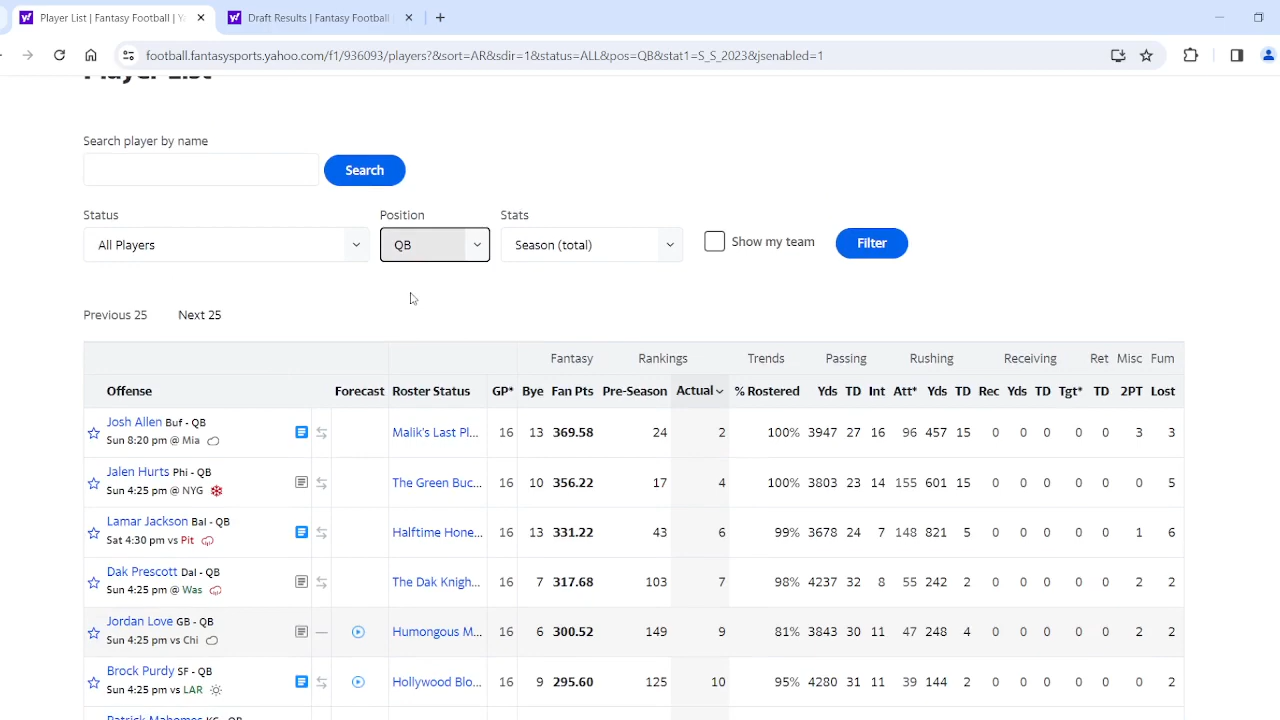 Player List | Fantasy Football | Y
Draft Results | Fantasy Football
football.fantasysports.yahoo.com/f1/936093/players?&sort=AR&sdir=1&status=ALL&pos=QB&stat1=S_S_2023&jsenabled=1
Player List
Search player by name
Search
Status Position Stats
All Players QB Season (total) Show my team Filter
Previous 25 Next 25
Fantasy Rankings Trends Passing Rushing Receiving Ret Misc Fum
Offense Forecast Roster Status GP* Bye Fan Pts Pre-Season Actual % Rostered Yds TD Int Att* Yds TD Rec Yds TD Tgt* TD 2PT Lost
Josh Allen Buf - QB
Sun 8:20 pm @ Mia
Malik's Last Pl... 16 13 369.58 24 2 100% 3947 27 16 96 457 15 0 0 0 0 0 3 3
Jalen Hurts Phi - QB
Sun 4:25 pm @ NYG
The Green Buc... 16 10 356.22 17 4 100% 3803 23 14 155 601 15 0 0 0 0 0 0 5
Lamar Jackson Bal - QB
Sat 4:30 pm vs Pit
Halftime Hone... 16 13 331.22 43 6 99% 3678 24 7 148 821 5 0 0 0 0 0 1 6
Dak Prescott Dal - QB
Sun 4:25 pm @ Was
The Dak Knigh... 16 7 317.68 103 7 98% 4237 32 8 55 242 2 0 0 0 0 0 2 2
Jordan Love GB - QB
Sun 4:25 pm vs Chi
Humongous M... 16 6 300.52 149 9 81% 3843 30 11 47 248 4 0 0 0 0 0 2 2
Brock Purdy SF - QB
Sun 4:25 pm vs LAR
Hollywood Blo... 16 9 295.60 125 10 95% 4280 31 11 39 144 2 0 0 0 0 0 0 2
Patrick Mahomes KC - QB